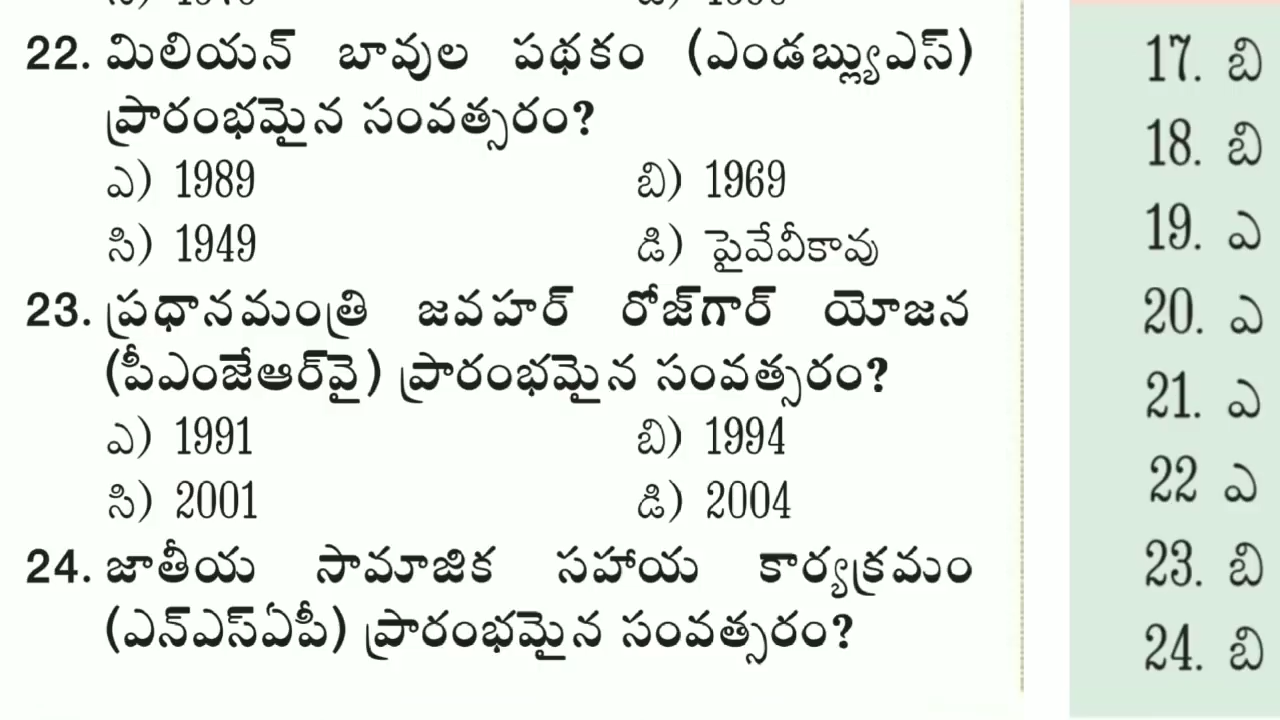 22. మిలియన్ బావుల పథకం (ఎండబ్ల్యుఎస్)
ప్రారంభమైన సంవత్సరం?
ఎ) 1989 బి) 1969
సి) 1949 డి) పైవేవీకావు
23. ప్రధానమంత్రి జవహర్ రోజ్‌గార్ యోజన
(పీఎంజేఆర్‌వై) ప్రారంభమైన సంవత్సరం?
ఎ) 1991 బి) 1994
సి) 2001 డి) 2004
24. జాతీయ సామాజిక సహాయ కార్యక్రమం
(ఎన్ఎస్ఏపీ) ప్రారంభమైన సంవత్సరం?
17. బి
18. బి
19. ఎ
20. ఎ
21. ఎ
22 ఎ
23. బి
24. బి